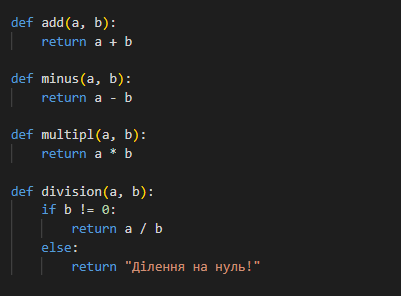 def add(a, b):
    return a + b
def minus(a, b):
    return a - b
def multipl(a, b):
    return a * b
def division(a, b):
    if b != 0:
        return a / b
    else:
        return "Ділення на нуль!"